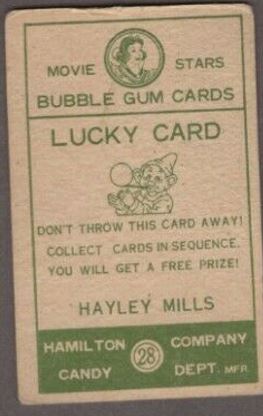 MOVIE STARS
BUBBLE GUM CARDS
LUCKY CARD
DON'T THROW THIS CARD AWAY!
COLLECT CARDS IN SEQUENCE.
YOU WILL GET A FREE PRIZE!
HAYLEY MILLS
HAMILTON 28 COMPANY
CANDY DEPT. MFR.